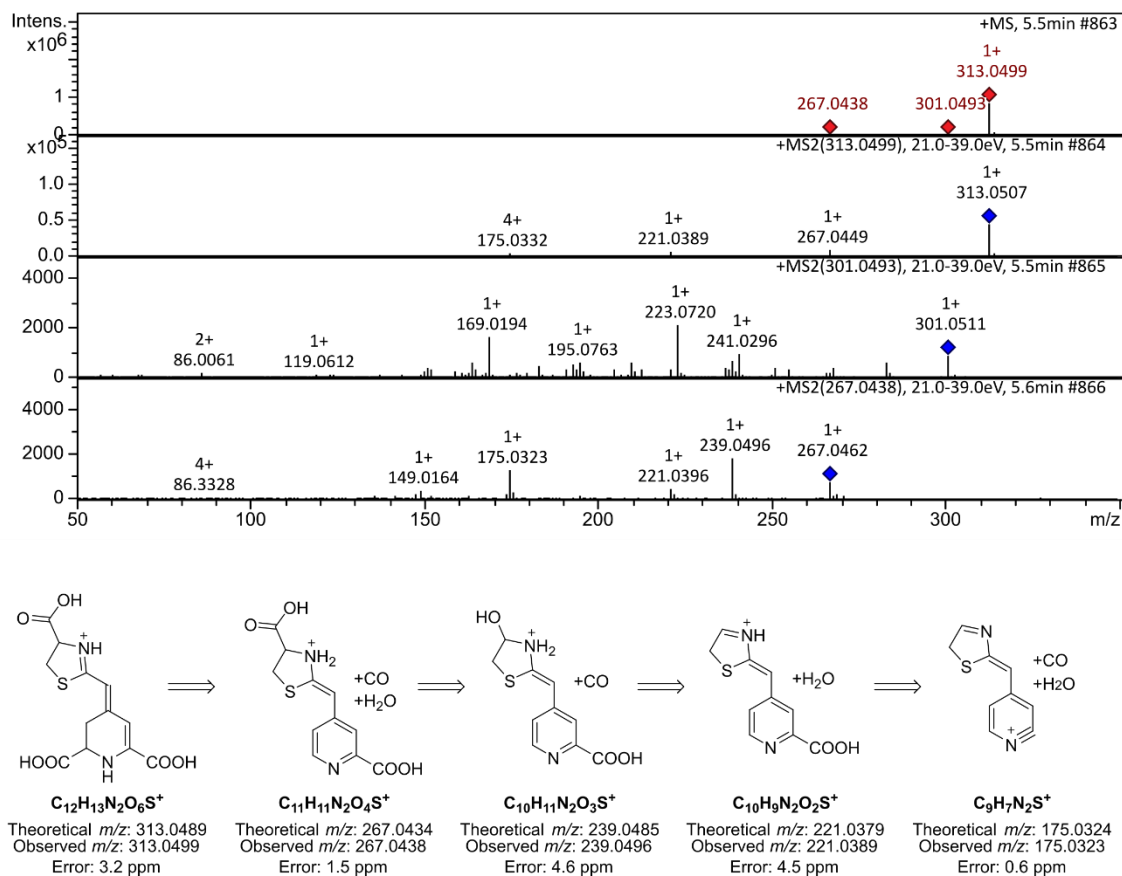 Intens.
x10⁶
1
0
+MS, 5.5min #863
267.0438
301.0493
1+
313.0499
x10⁵
1.0
0.5
0.0
+MS2(313.0499), 21.0-39.0eV, 5.5min #864
4+
175.0332
1+
221.0389
1+
267.0449
1+
313.0507
4000
2000
0
+MS2(301.0493), 21.0-39.0eV, 5.5min #865
2+
86.0061
1+
119.0612
1+
169.0194
1+
195.0763
1+
223.0720
1+
241.0296
1+
301.0511
4000
2000
0
+MS2(267.0438), 21.0-39.0eV, 5.6min #866
4+
86.3328
1+
149.0164
1+
175.0323
1+
221.0396
1+
239.0496
1+
267.0462
50 100 150 200 250 300 m/z
OH
O
+
NH
S
HOOC
N
H
COOH
OH
O
+
NH₂
S
N
COOH
+CO
+H₂O
HO
+
NH₂
S
N
COOH
+CO
+
NH
S
N
COOH
+H₂O
N
S
+
N
+CO
+H₂O
C₁₂H₁₃N₂O₆S⁺
Theoretical m/z: 313.0489
Observed m/z: 313.0499
Error: 3.2 ppm
C₁₁H₁₁N₂O₄S⁺
Theoretical m/z: 267.0434
Observed m/z: 267.0438
Error: 1.5 ppm
C₁₀H₁₁N₂O₃S⁺
Theoretical m/z: 239.0485
Observed m/z: 239.0496
Error: 4.6 ppm
C₁₀H₉N₂O₂S⁺
Theoretical m/z: 221.0379
Observed m/z: 221.0389
Error: 4.5 ppm
C₉H₇N₂S⁺
Theoretical m/z: 175.0324
Observed m/z: 175.0323
Error: 0.6 ppm